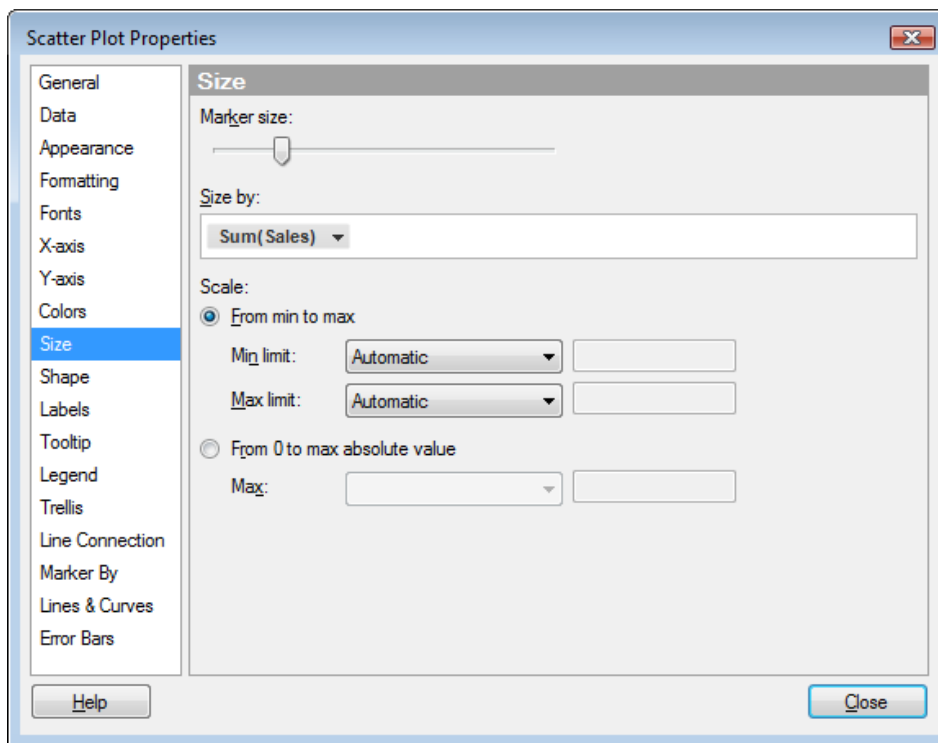 Scatter Plot Properties
General
Data
Appearance
Formatting
Fonts
X-axis
Y-axis
Colors
Size
Shape
Labels
Tooltip
Legend
Trellis
Line Connection
Marker By
Lines & Curves
Error Bars
Size
Marker size:
Size by:
Sum(Sales)
Scale:
From min to max
Min limit: Automatic
Max limit: Automatic
From 0 to max absolute value
Max:
Help Close